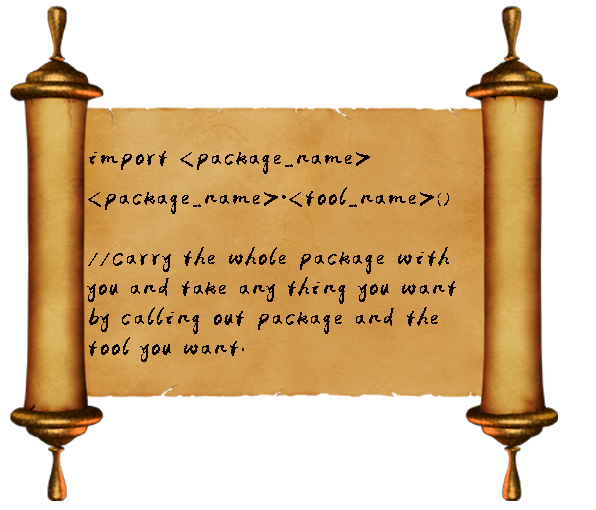 import <package_name>
<package_name>.<tool_name>()
//Carry the whole package with
you and take any thing you want
by calling out package and the
tool you want.